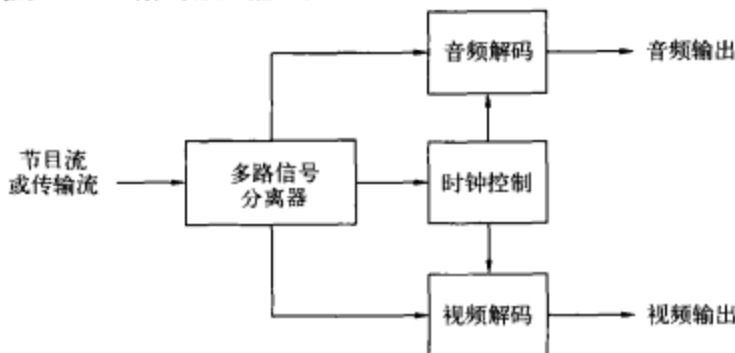 音频解码
音频输出
节目流
或传输流
多路信号
分离器
时钟控制
视频解码
视频输出